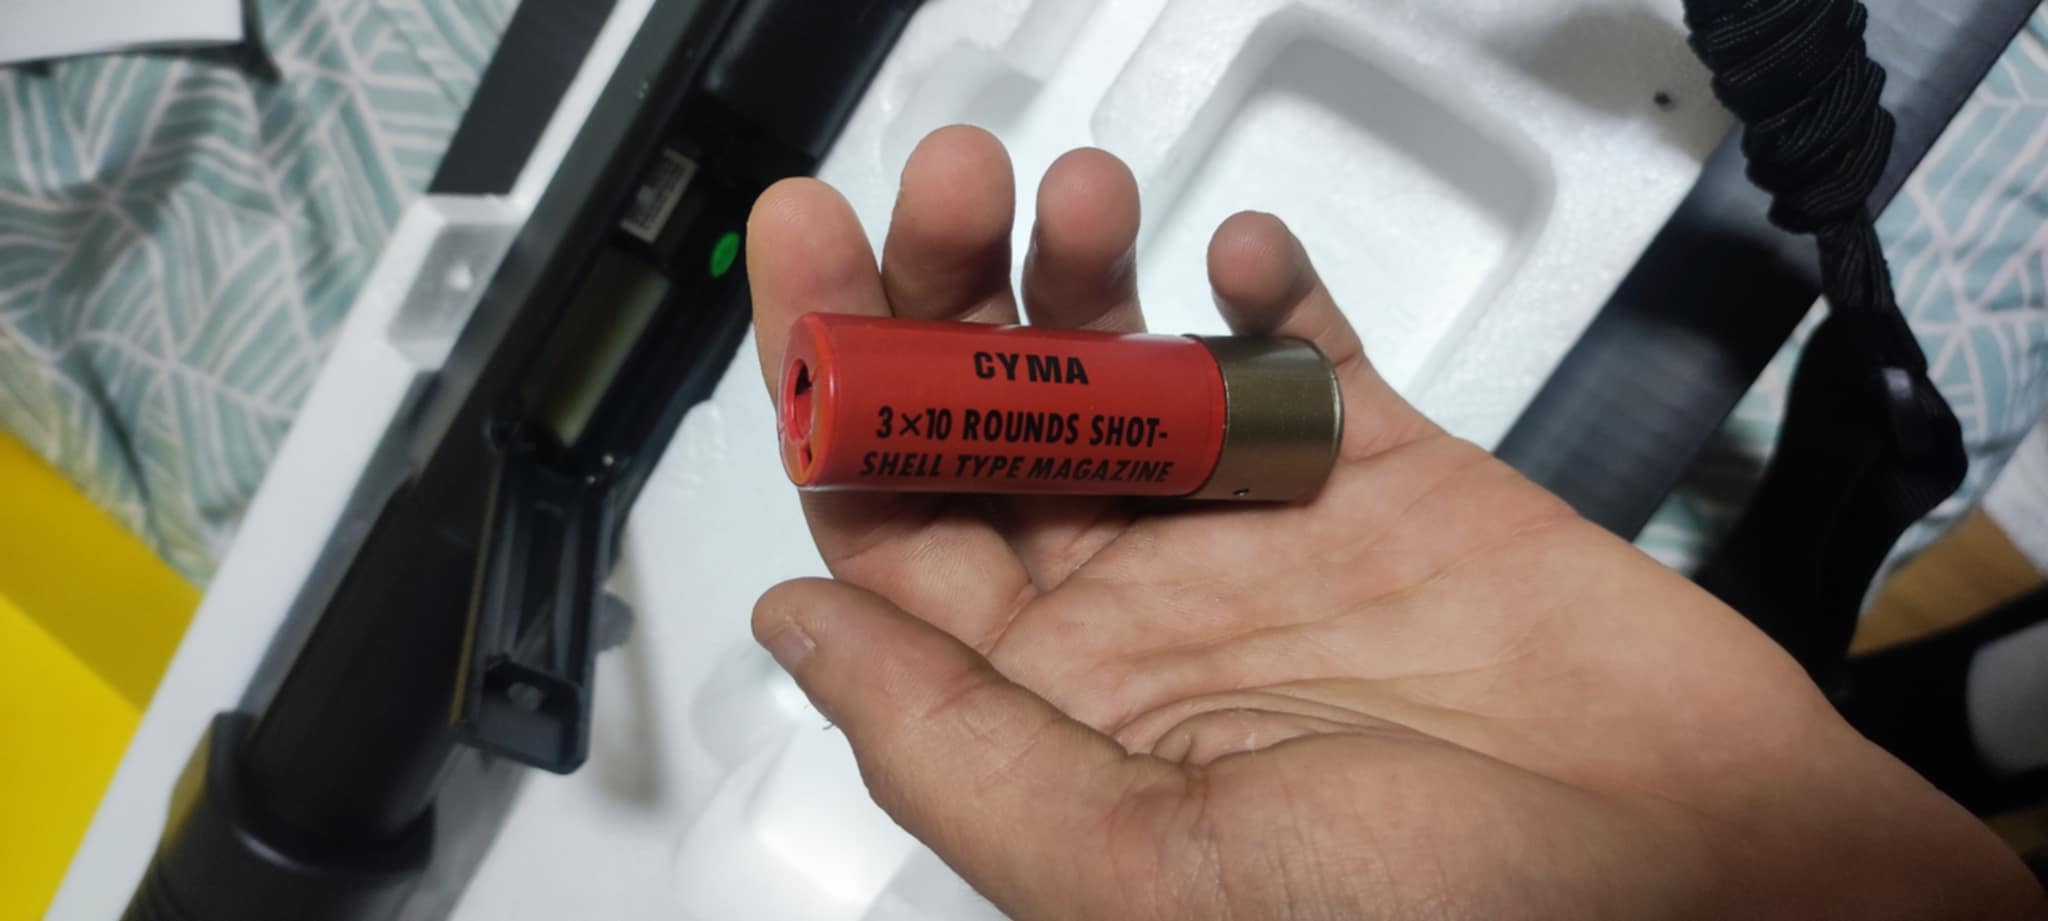 CYMA
3×10 ROUNDS SHOT-
SHELL TYPE MAGAZINE